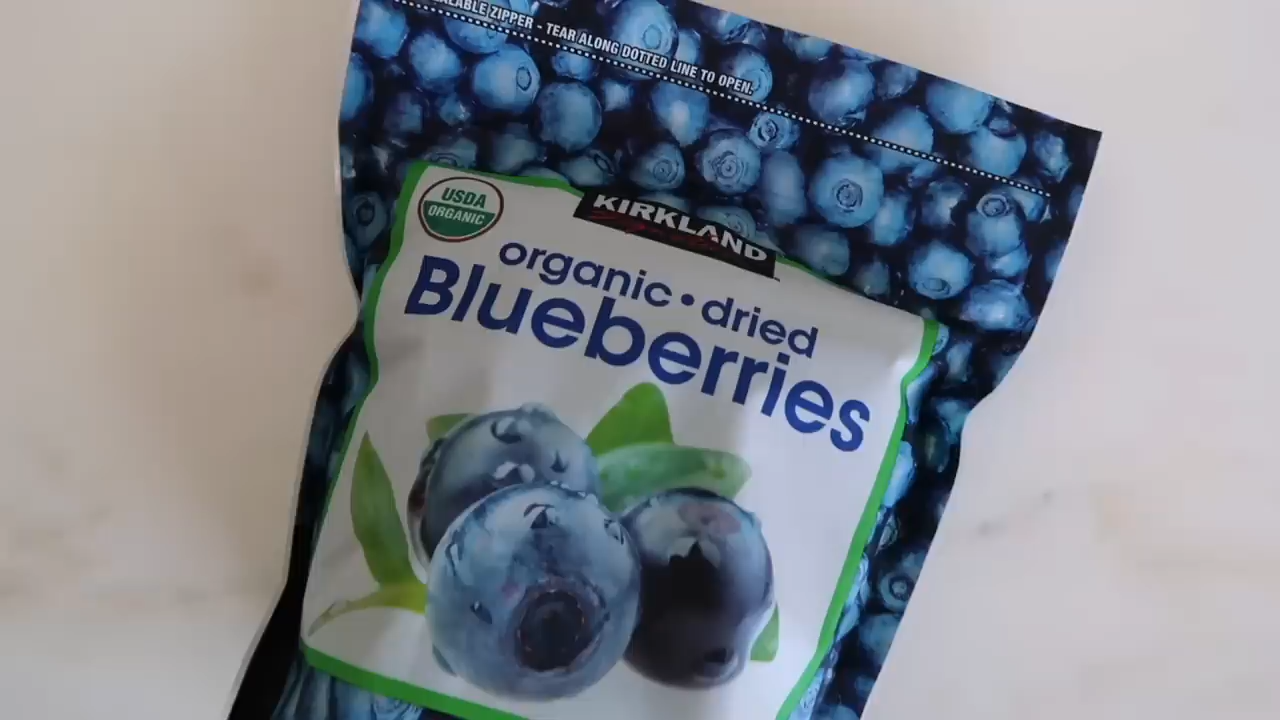 ZIPPER - TEAR ALONG DOTTED LINE TO OPEN.
USDA
ORGANIC
KIRKLAND
organic • dried
Blueberries